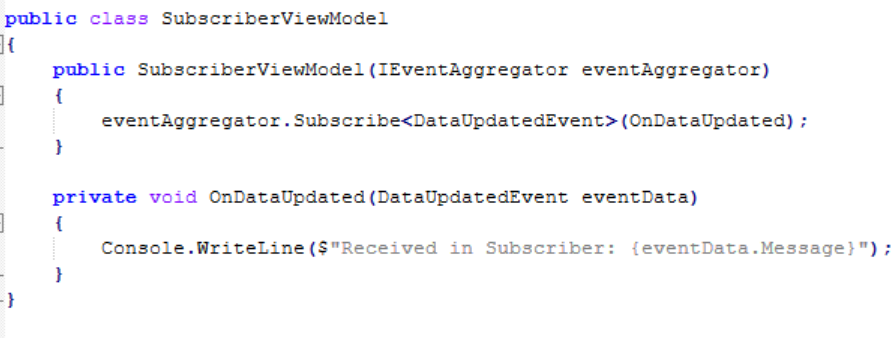 public class SubscriberViewModel
{
    public SubscriberViewModel(IEventAggregator eventAggregator)
    {
        eventAggregator.Subscribe<DataUpdatedEvent>(OnDataUpdated);
    }

    private void OnDataUpdated(DataUpdatedEvent eventData)
    {
        Console.WriteLine($"Received in Subscriber: {eventData.Message}");
    }
}